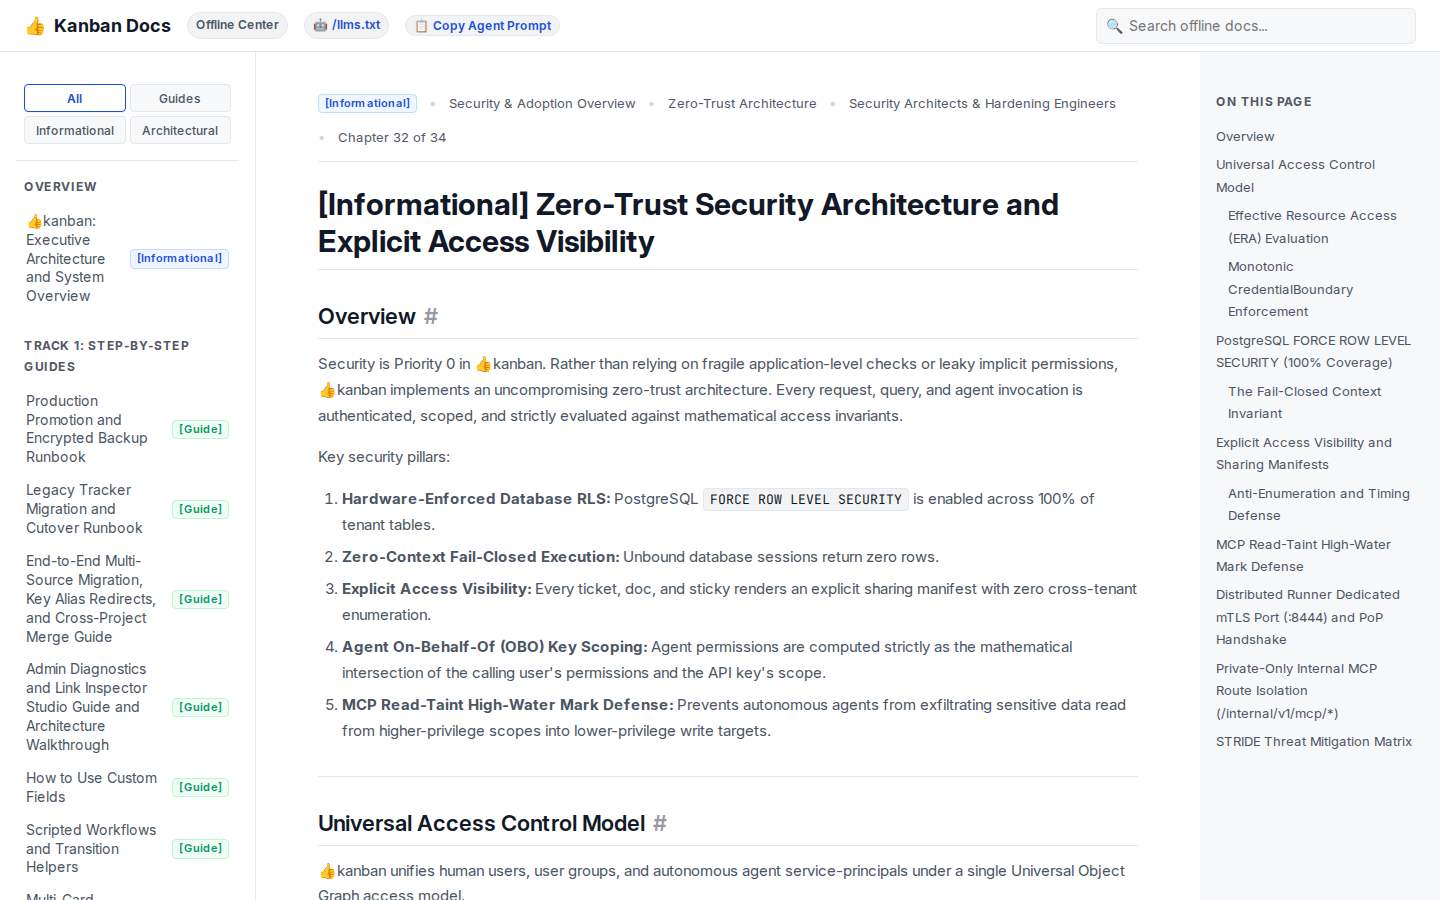 👍 Kanban Docs
Offline Center
🤖 /llms.txt
📋 Copy Agent Prompt
🔍 Search offline docs...
All
Guides
Informational
Architectural
OVERVIEW
👍kanban:
Executive
Architecture
and System
Overview
[Informational]
TRACK 1: STEP-BY-STEP
GUIDES
Production
Promotion and
Encrypted Backup
Runbook
[Guide]
Legacy Tracker
Migration and
Cutover Runbook
[Guide]
End-to-End Multi-
Source Migration,
Key Alias Redirects,
and Cross-Project
Merge Guide
[Guide]
Admin Diagnostics
and Link Inspector
Studio Guide and
Architecture
Walkthrough
[Guide]
How to Use Custom
Fields
[Guide]
Scripted Workflows
and Transition
Helpers
[Guide]
Multi-Card
[Informational] • Security & Adoption Overview • Zero-Trust Architecture • Security Architects & Hardening Engineers
• Chapter 32 of 34
[Informational] Zero-Trust Security Architecture and
Explicit Access Visibility
Overview #
Security is Priority 0 in 👍kanban. Rather than relying on fragile application-level checks or leaky implicit permissions,
👍kanban implements an uncompromising zero-trust architecture. Every request, query, and agent invocation is
authenticated, scoped, and strictly evaluated against mathematical access invariants.
Key security pillars:
1. Hardware-Enforced Database RLS: PostgreSQL FORCE ROW LEVEL SECURITY is enabled across 100% of
tenant tables.
2. Zero-Context Fail-Closed Execution: Unbound database sessions return zero rows.
3. Explicit Access Visibility: Every ticket, doc, and sticky renders an explicit sharing manifest with zero cross-tenant
enumeration.
4. Agent On-Behalf-Of (OBO) Key Scoping: Agent permissions are computed strictly as the mathematical
intersection of the calling user's permissions and the API key's scope.
5. MCP Read-Taint High-Water Mark Defense: Prevents autonomous agents from exfiltrating sensitive data read
from higher-privilege scopes into lower-privilege write targets.
Universal Access Control Model #
👍kanban unifies human users, user groups, and autonomous agent service-principals under a single Universal Object
Graph access model.
ON THIS PAGE
Overview
Universal Access Control
Model
Effective Resource Access
(ERA) Evaluation
Monotonic
CredentialBoundary
Enforcement
PostgreSQL FORCE ROW LEVEL
SECURITY (100% Coverage)
The Fail-Closed Context
Invariant
Explicit Access Visibility and
Sharing Manifests
Anti-Enumeration and Timing
Defense
MCP Read-Taint High-Water
Mark Defense
Distributed Runner Dedicated
mTLS Port (:8444) and PoP
Handshake
Private-Only Internal MCP
Route Isolation
(/internal/v1/mcp/*)
STRIDE Threat Mitigation Matrix